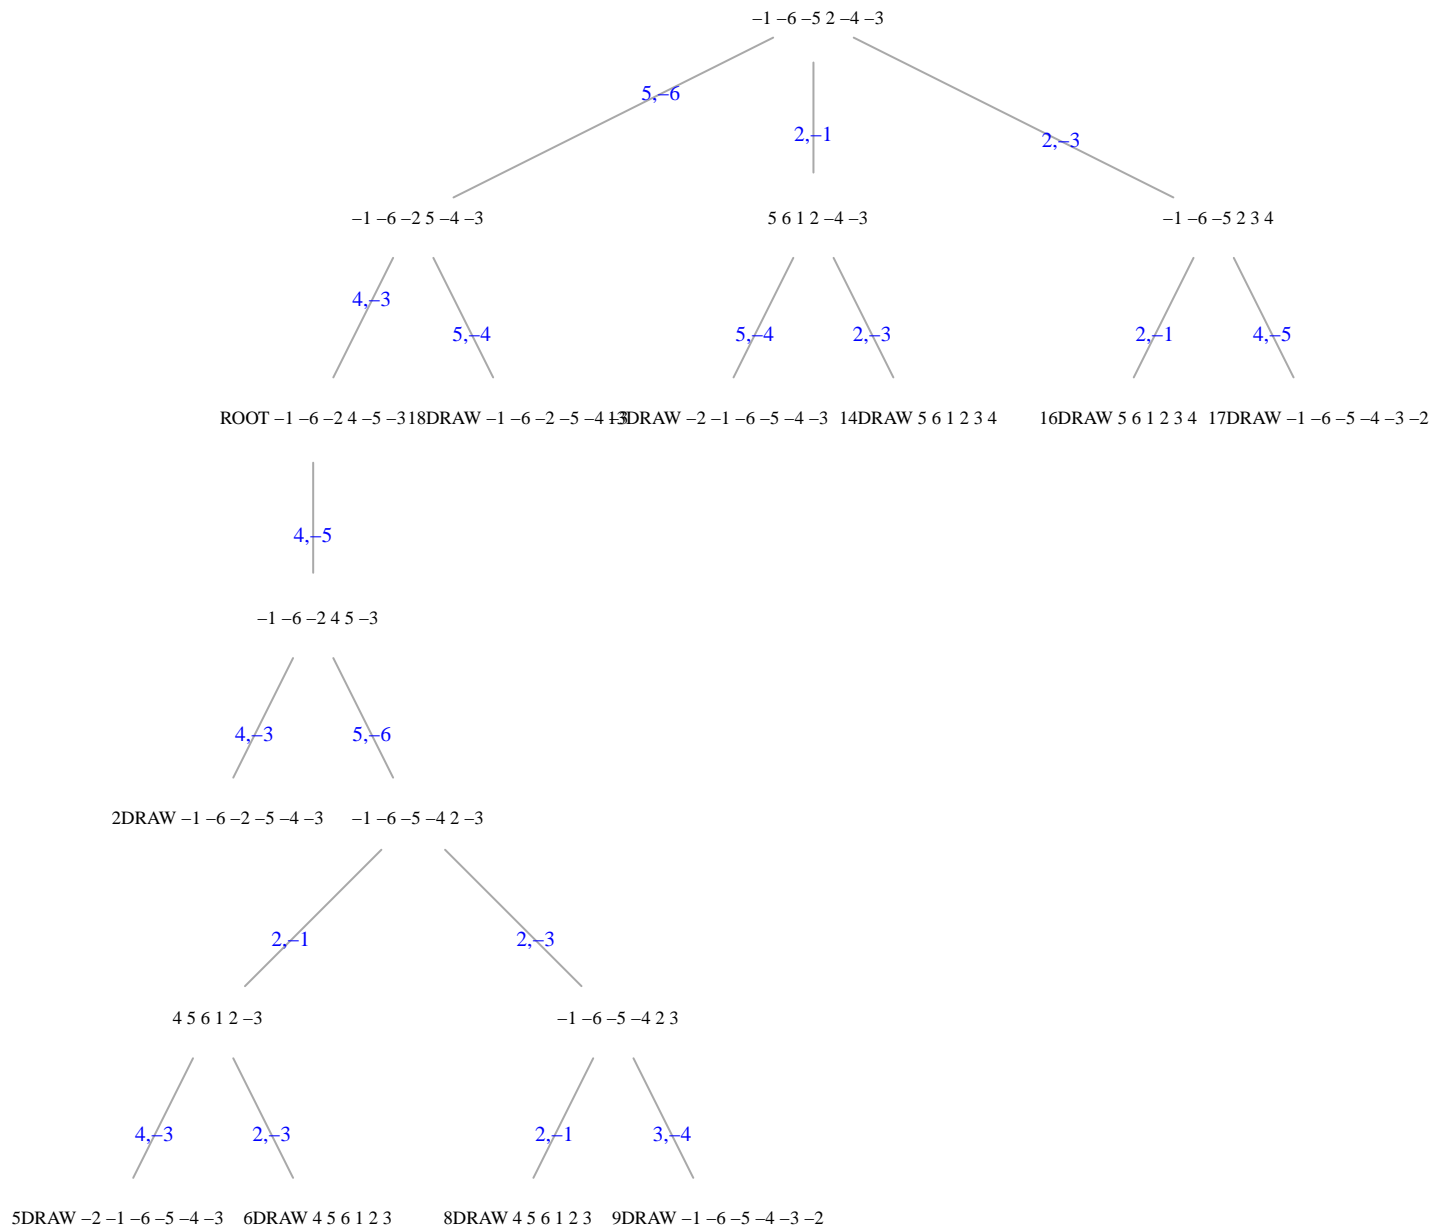 –1 –6 –5 2 –4 –3
5,–6
2,–1
2,–3
–1 –6 –2 5 –4 –3
5 6 1 2 –4 –3
–1 –6 –5 2 3 4
4,–3
5,–4
5,–4
2,–3
2,–1
4,–5
ROOT –1 –6 –2 4 –5 –3
18DRAW –1 –6 –2 –5 –4 –3
13DRAW –2 –1 –6 –5 –4 –3
14DRAW 5 6 1 2 3 4
16DRAW 5 6 1 2 3 4
17DRAW –1 –6 –5 –4 –3 –2
4,–5
–1 –6 –2 4 5 –3
4,–3
5,–6
2DRAW –1 –6 –2 –5 –4 –3
–1 –6 –5 –4 2 –3
2,–1
2,–3
4 5 6 1 2 –3
–1 –6 –5 –4 2 3
4,–3
2,–3
2,–1
3,–4
5DRAW –2 –1 –6 –5 –4 –3
6DRAW 4 5 6 1 2 3
8DRAW 4 5 6 1 2 3
9DRAW –1 –6 –5 –4 –3 –2